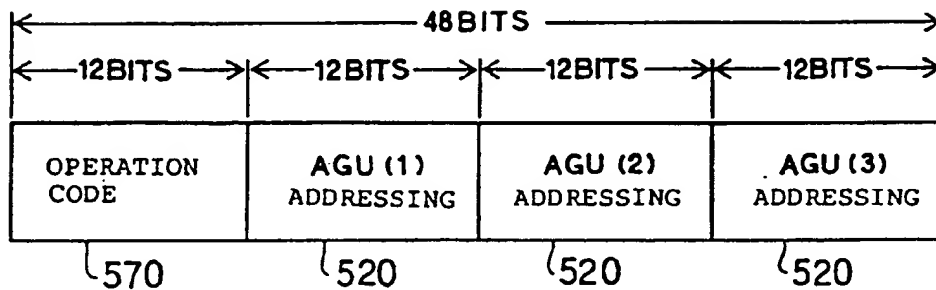 48BITS
12BITS 12BITS 12BITS 12BITS
OPERATION CODE
AGU (1) ADDRESSING
AGU (2) ADDRESSING
AGU (3) ADDRESSING
570 520 520 520